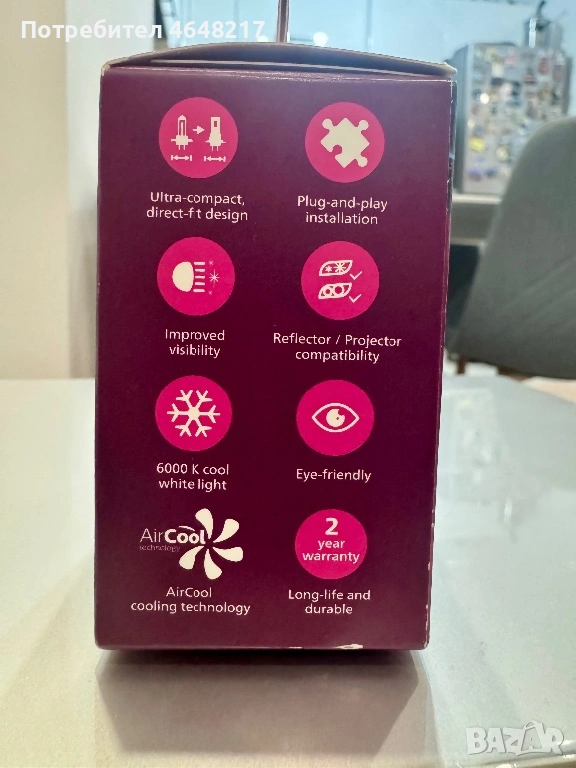 Потребител 4648217
Ultra-compact,
direct-fit design
Plug-and-play
installation
Improved
visibility
Reflector / Projector
compatibility
6000 K cool
white light
Eye-friendly
AirCool
technology
AirCool
cooling technology
2
year
warranty
Long-life and
durable
BAZAR